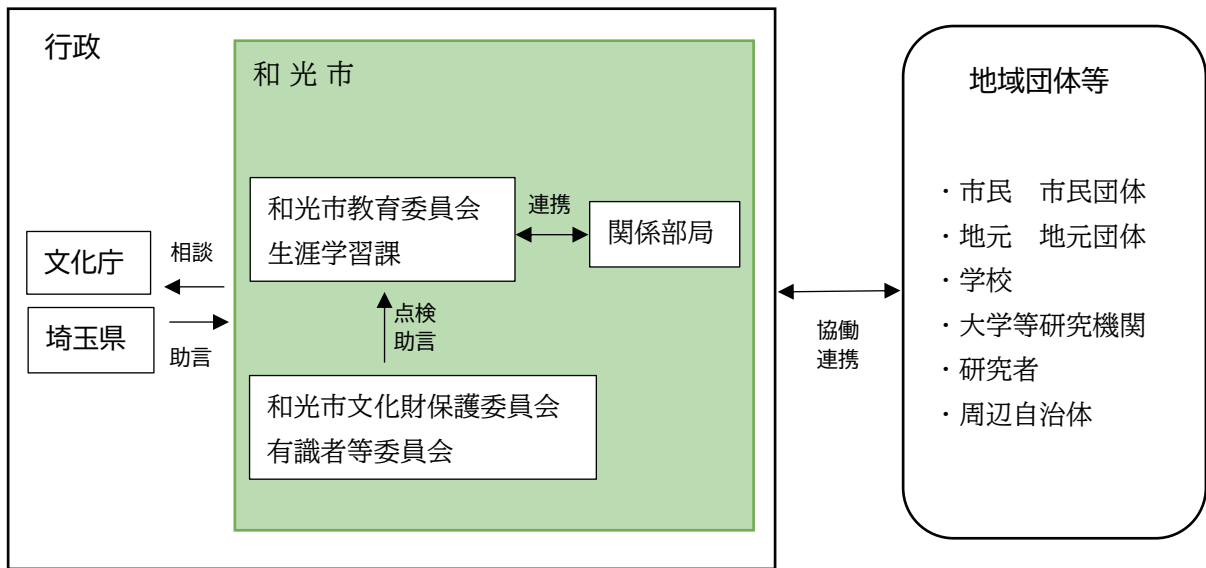 行政
和 光 市
和光市教育委員会
生涯学習課
連携
関係部局
文化庁
相談
埼玉県
助言
点検
助言
和光市文化財保護委員会
有識者等委員会
協働
連携
地域団体等
・市民　市民団体
・地元　地元団体
・学校
・大学等研究機関
・研究者
・周辺自治体